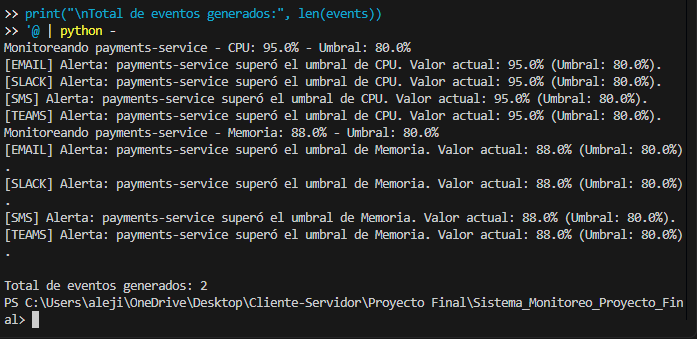 >> print("\nTotal de eventos generados:", len(events))
>> '@ | python -
Monitoreando payments-service - CPU: 95.0% - Umbral: 80.0%
[EMAIL] Alerta: payments-service superó el umbral de CPU. Valor actual: 95.0% (Umbral: 80.0%).
[SLACK] Alerta: payments-service superó el umbral de CPU. Valor actual: 95.0% (Umbral: 80.0%).
[SMS] Alerta: payments-service superó el umbral de CPU. Valor actual: 95.0% (Umbral: 80.0%).
[TEAMS] Alerta: payments-service superó el umbral de CPU. Valor actual: 95.0% (Umbral: 80.0%).
Monitoreando payments-service - Memoria: 88.0% - Umbral: 80.0%
[EMAIL] Alerta: payments-service superó el umbral de Memoria. Valor actual: 88.0% (Umbral: 80.0%)
.
[SLACK] Alerta: payments-service superó el umbral de Memoria. Valor actual: 88.0% (Umbral: 80.0%)
.
[SMS] Alerta: payments-service superó el umbral de Memoria. Valor actual: 88.0% (Umbral: 80.0%).
[TEAMS] Alerta: payments-service superó el umbral de Memoria. Valor actual: 88.0% (Umbral: 80.0%)
.
Total de eventos generados: 2
PS C:\Users\aleji\OneDrive\Desktop\Cliente-Servidor\Proyecto Final\Sistema_Monitoreo_Proyecto_Fin
al>